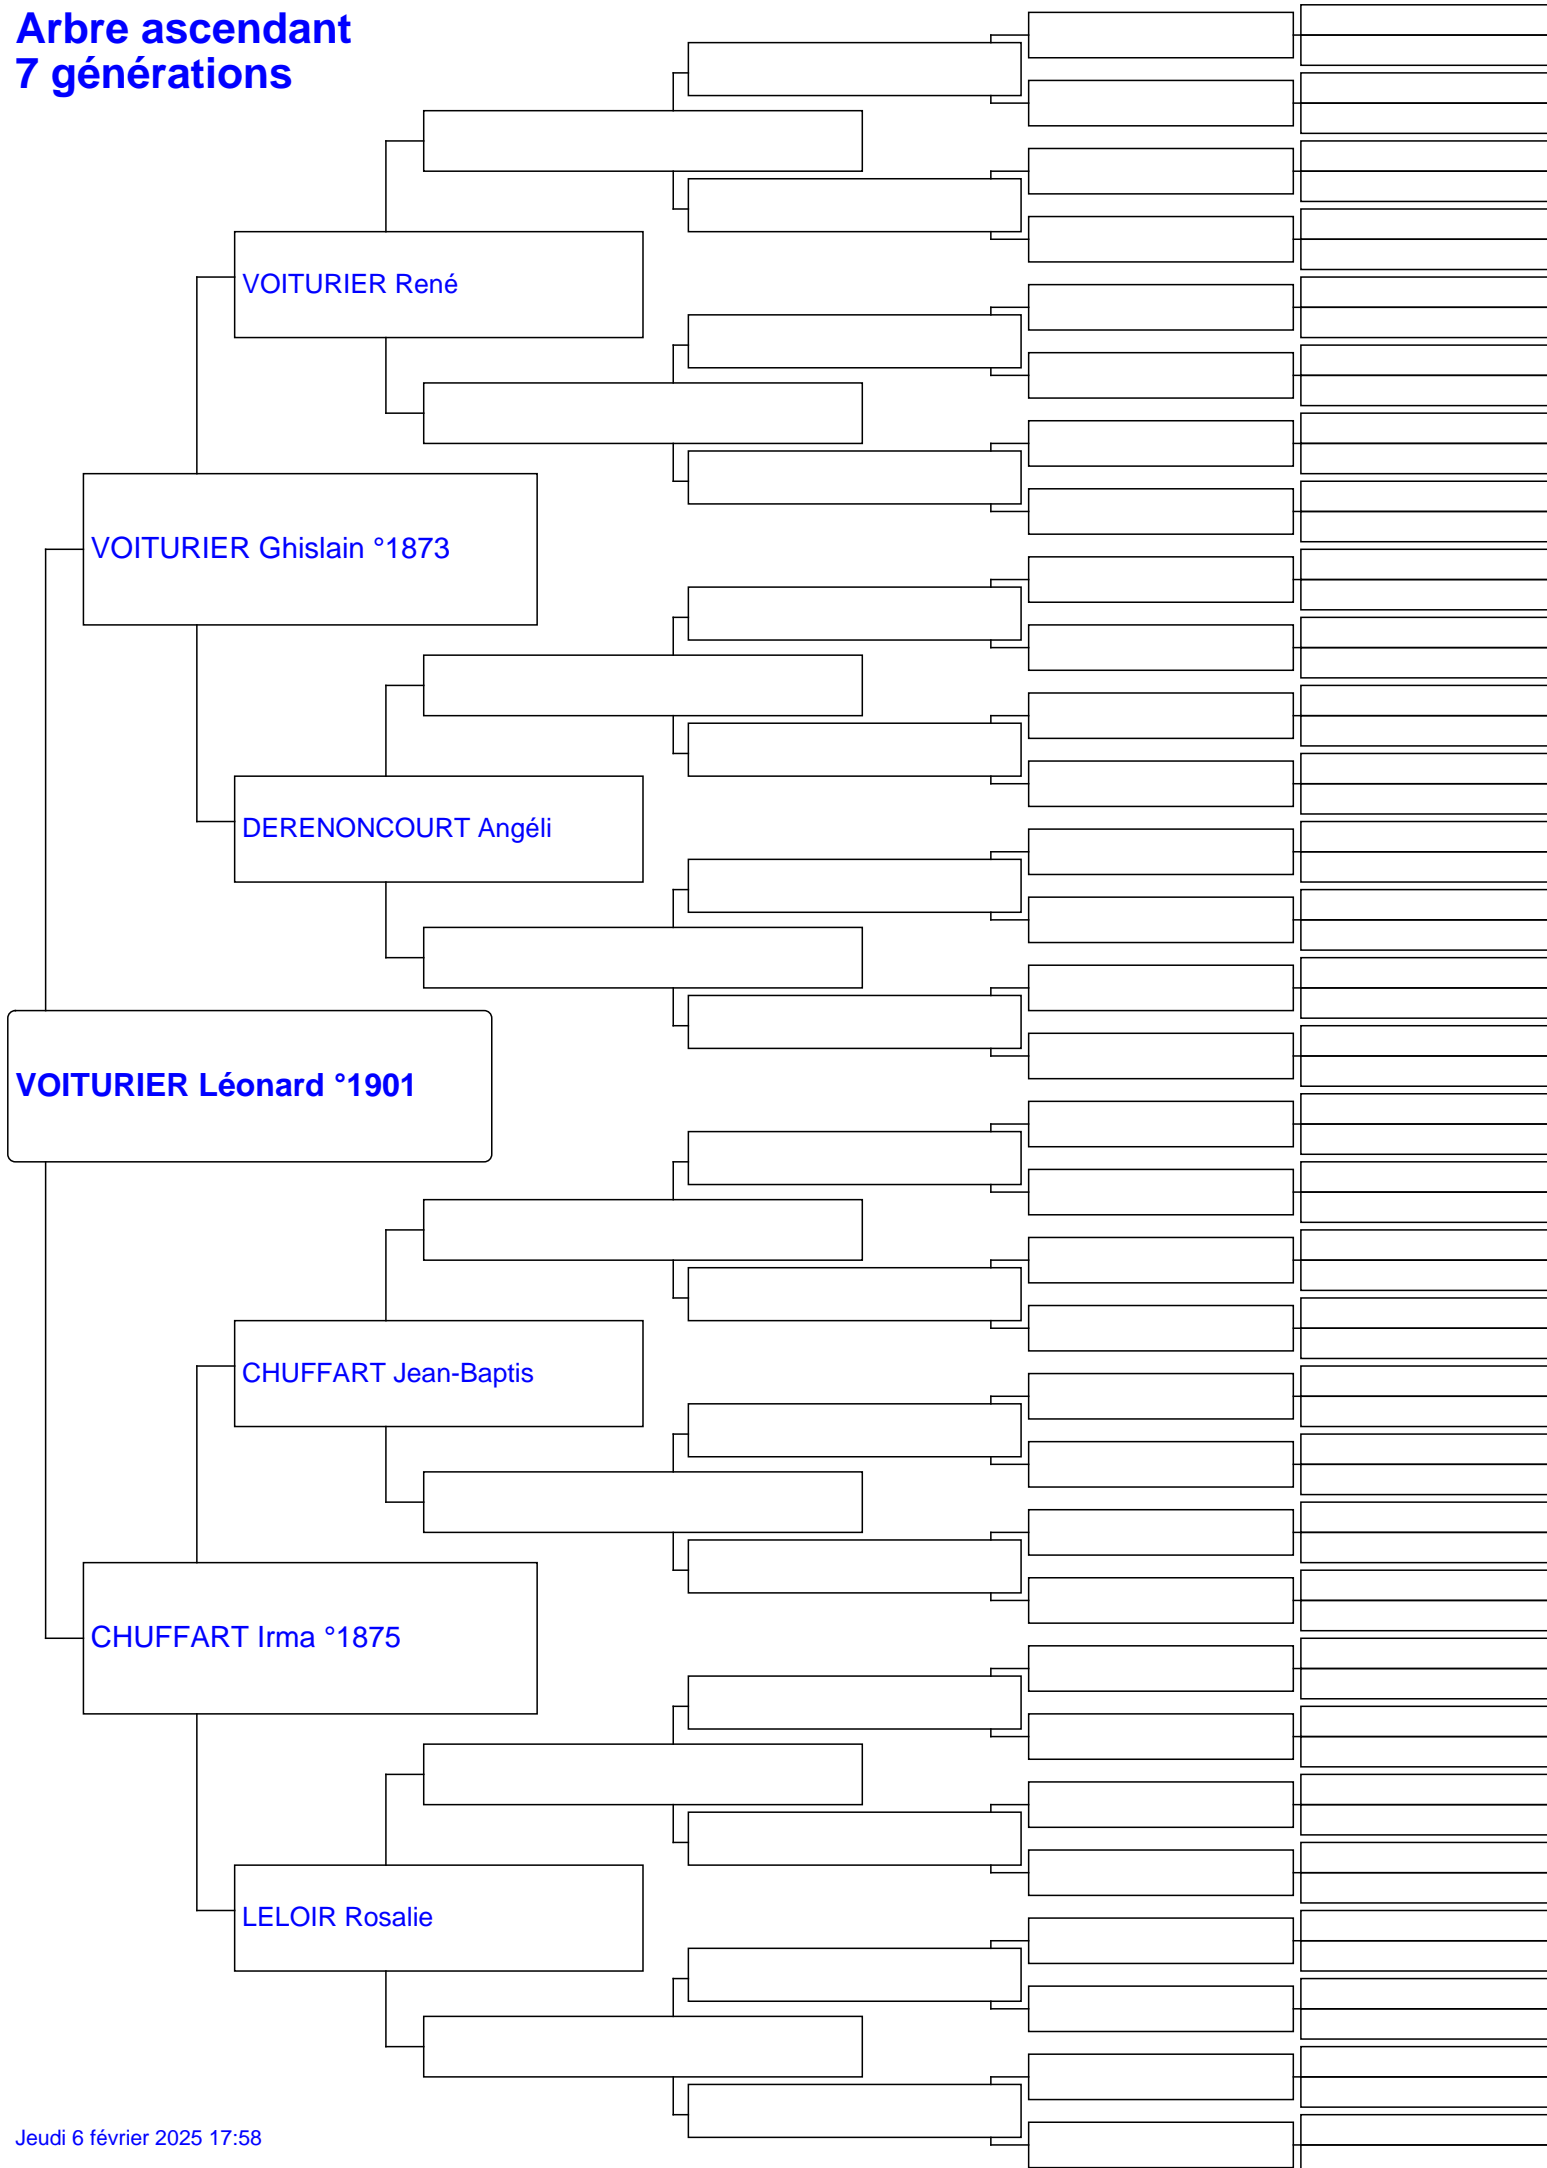 Arbre ascendant
7 générations
VOITURIER René
VOITURIER Ghislain °1873
DERENONCOURT Angéli
VOITURIER Léonard °1901
CHUFFART Jean-Baptis
CHUFFART Irma °1875
LELOIR Rosalie
Jeudi 6 février 2025 17:58